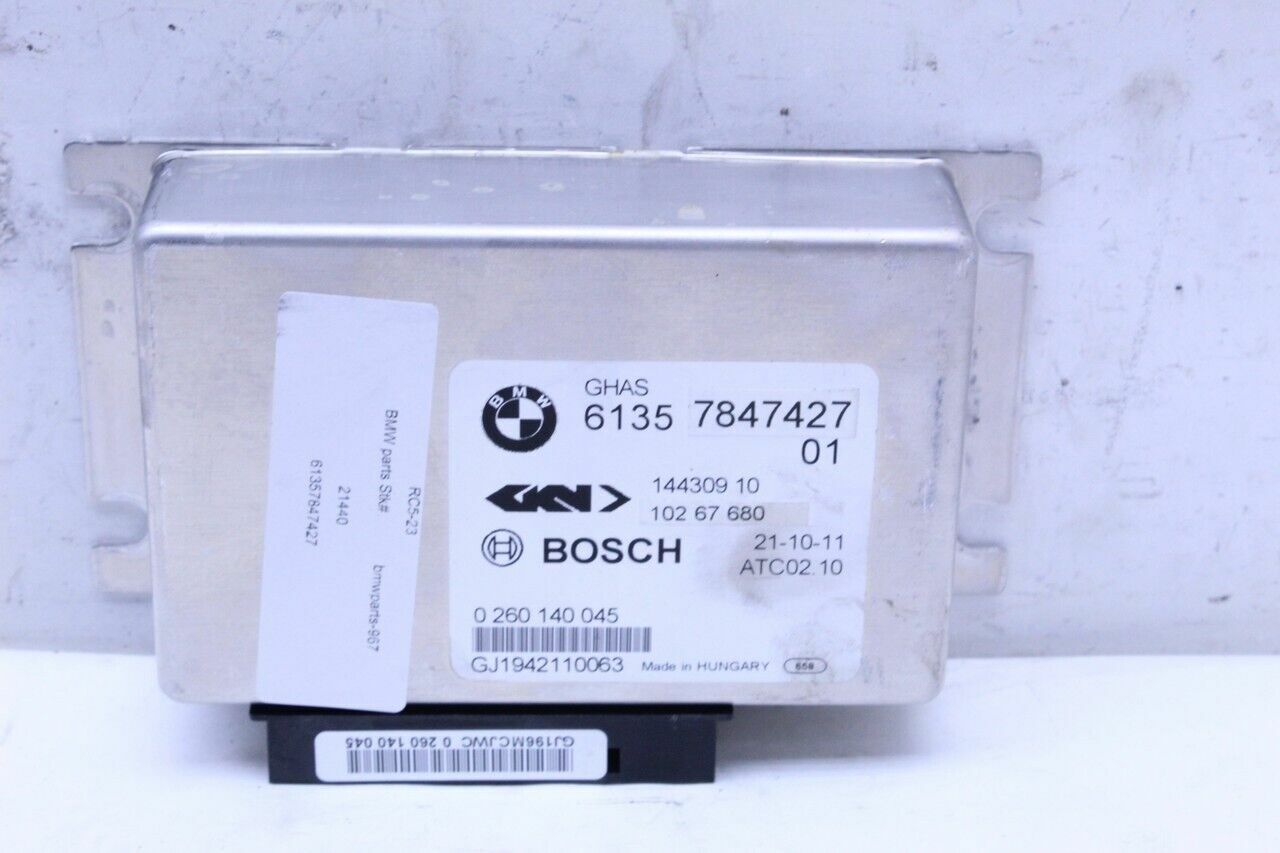 BMW
GHAS
6135 7847427
01
GKN
144309 10
102 67 680
BOSCH
21-10-11
ATC02.10
0 260 140 045
GJ1942110063 Made in HUNGARY 658
RC5-23
BMW parts Stk# bmwparts-967
21440
61357847427
GJ196MCJWC 0 260 140 045